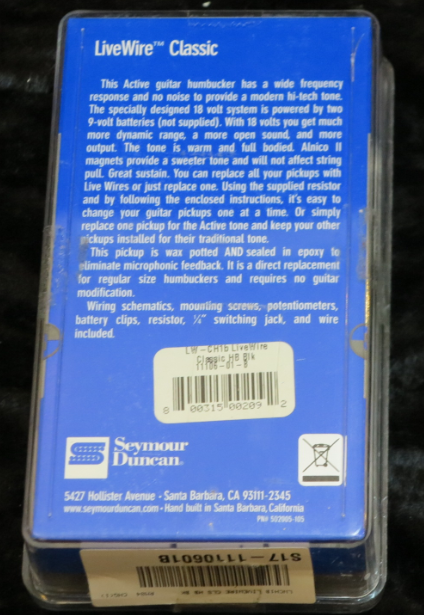 LiveWire™ Classic
This Active guitar humbucker has a wide frequency
response and no noise to provide a modern hi-tech tone.
The specially designed 18 volt system is powered by two
9-volt batteries (not supplied). With 18 volts you get much
more dynamic range, a more open sound, and more
output. The tone is warm and full bodied. Alnico II
magnets provide a sweeter tone and will not affect string
pull. Great sustain. You can replace all your pickups with
Live Wires or just replace one. Using the supplied resistor
and by following the enclosed instructions, it's easy to
change your guitar pickups one at a time. Or simply
replace one pickup for the Active tone and keep your other
pickups installed for their traditional tone.
This pickup is wax potted AND sealed in epoxy to
eliminate microphonic feedback. It is a direct replacement
for regular size humbuckers and requires no guitar
modification.
Wiring schematics, mounting screws, potentiometers,
battery clips, resistor, ¼" switching jack, and wire
included.
LW-CH1b LiveWire
Classic HB Blk
11106-01-B
8 00315 00209 2
Seymour
Duncan®
5427 Hollister Avenue - Santa Barbara, CA 93111-2345
www.seymourduncan.com - Hand built in Santa Barbara, California
PN# 502005-105
S17-1110601B